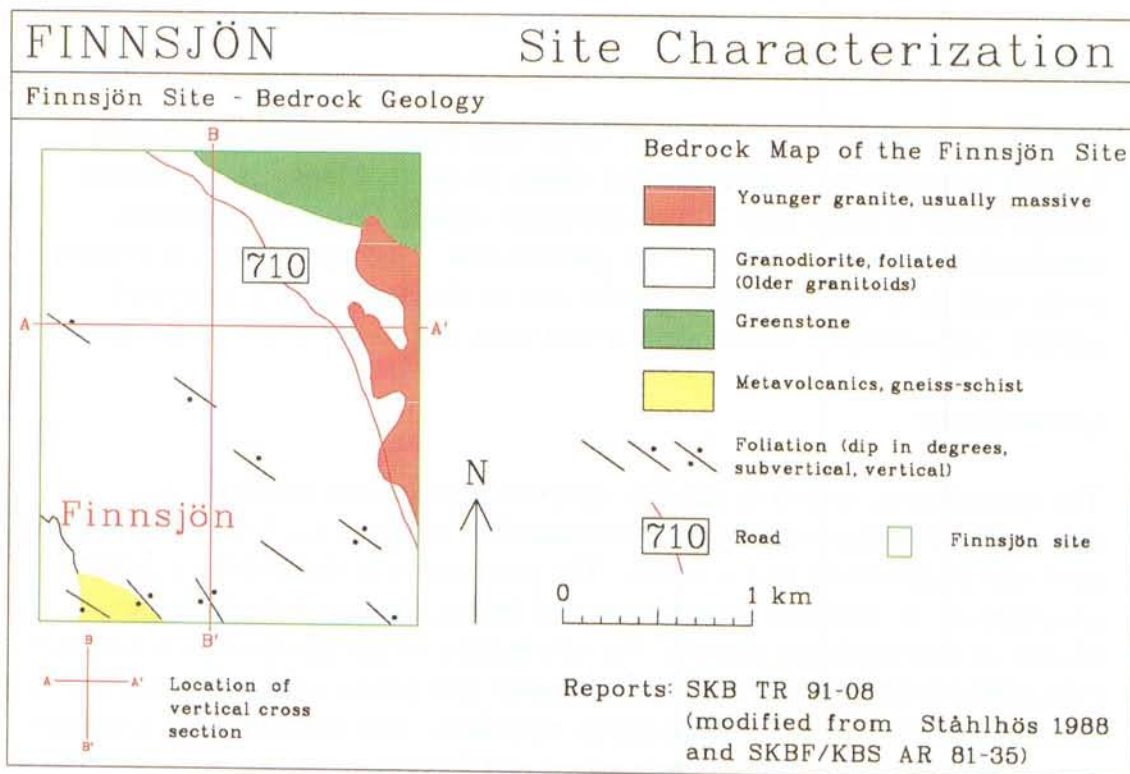 FINNSJÖN Site Characterization
Finnsjön Site - Bedrock Geology
B
710
A
A'
Finnsjön
B'
N
Bedrock Map of the Finnsjön Site
Younger granite, usually massive
Granodiorite, foliated
(Older granitoids)
Greenstone
Metavolcanics, gneiss-schist
Foliation (dip in degrees,
subvertical, vertical)
710 Road
Finnsjön site
0 1 km
B
A A'
B'
Location of
vertical cross
section
Reports: SKB TR 91-08
(modified from Ståhlhös 1988
and SKBF/KBS AR 81-35)